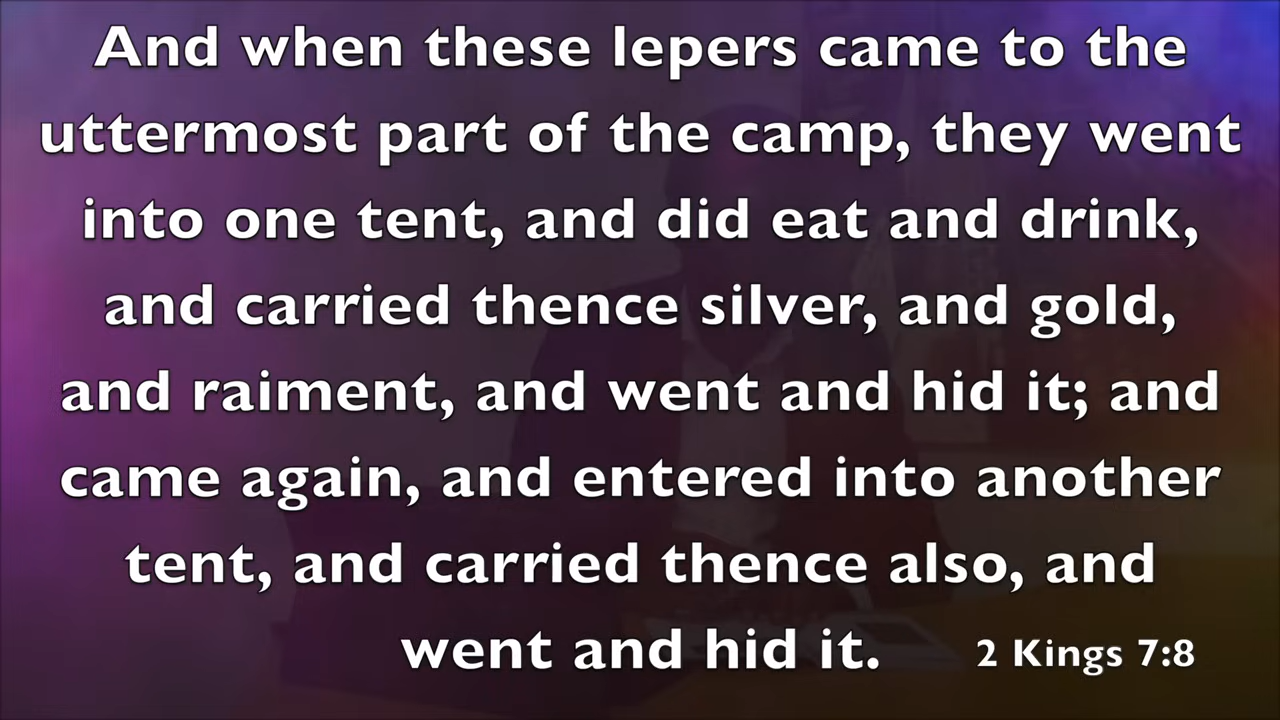 And when these lepers came to the
uttermost part of the camp, they went
into one tent, and did eat and drink,
and carried thence silver, and gold,
and raiment, and went and hid it; and
came again, and entered into another
tent, and carried thence also, and
went and hid it. 2 Kings 7:8